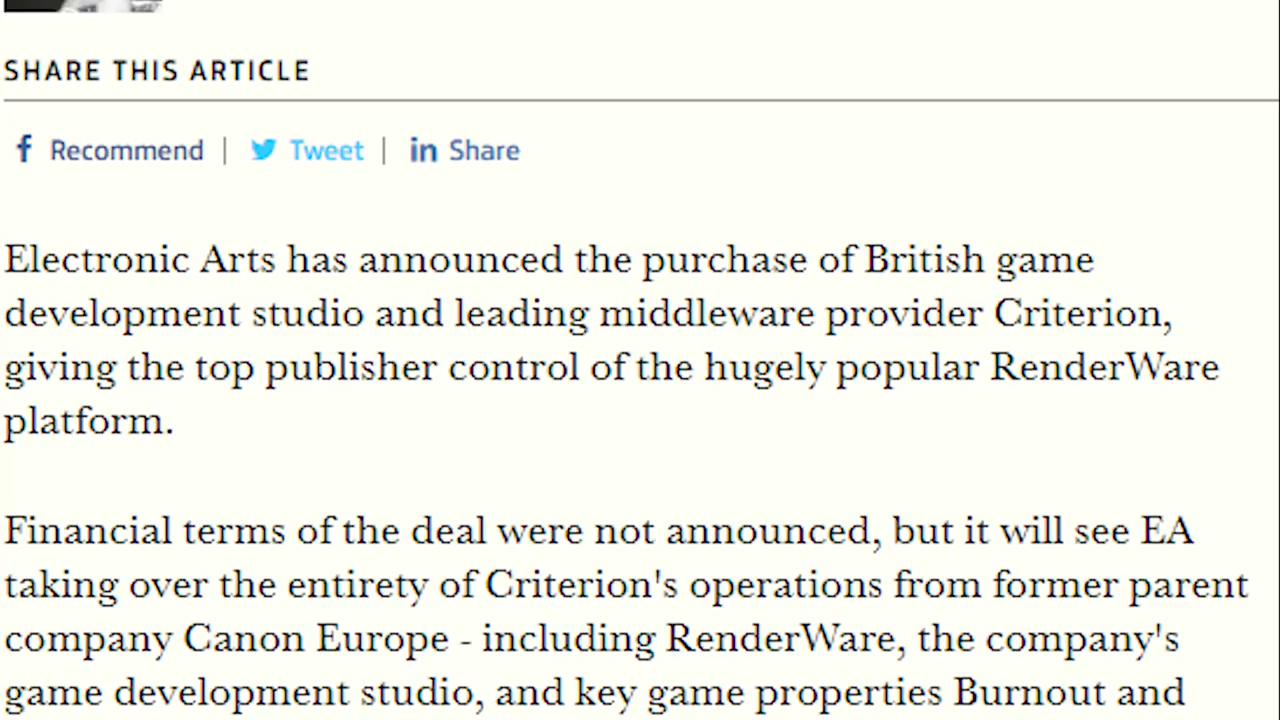 SHARE THIS ARTICLE
f Recommend | Tweet | in Share
Electronic Arts has announced the purchase of British game
development studio and leading middleware provider Criterion,
giving the top publisher control of the hugely popular RenderWare
platform.
Financial terms of the deal were not announced, but it will see EA
taking over the entirety of Criterion's operations from former parent
company Canon Europe - including RenderWare, the company's
game development studio, and key game properties Burnout and